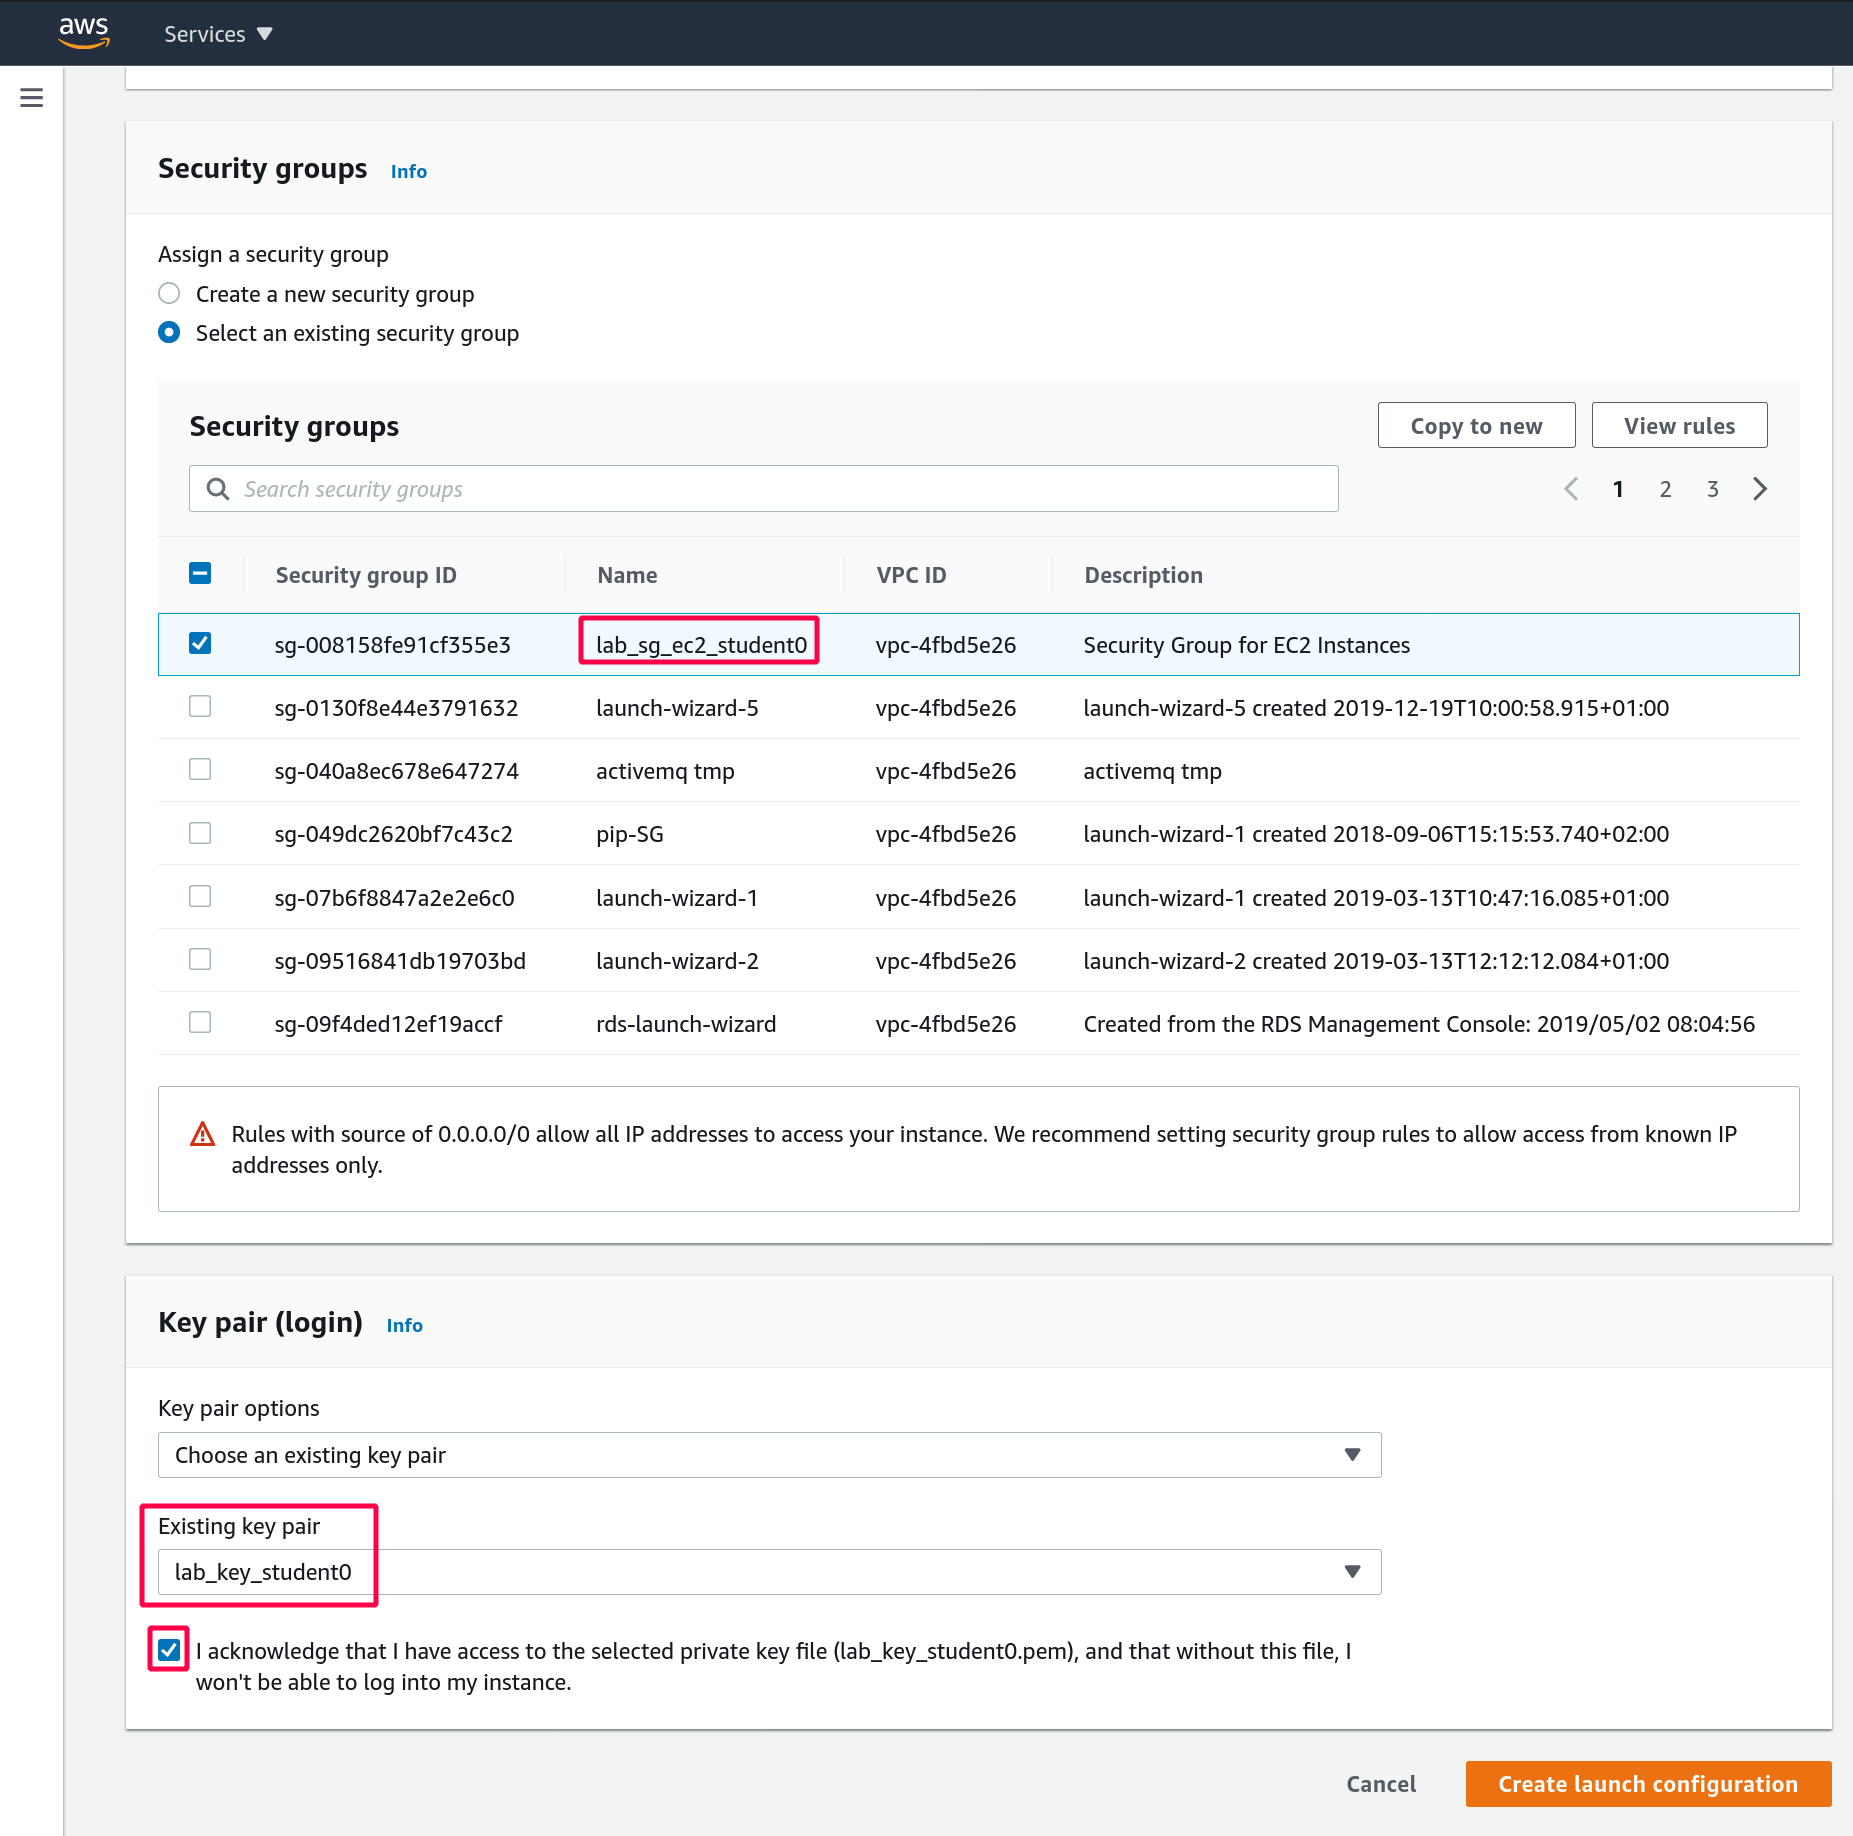 aws Services
Security groups Info
Assign a security group
Create a new security group
Select an existing security group
Security groups Copy to new View rules
Search security groups 1 2 3
Security group ID Name VPC ID Description
sg-008158fe91cf355e3 lab_sg_ec2_student0 vpc-4fbd5e26 Security Group for EC2 Instances
sg-0130f8e44e3791632 launch-wizard-5 vpc-4fbd5e26 launch-wizard-5 created 2019-12-19T10:00:58.915+01:00
sg-040a8ec678e647274 activemq tmp vpc-4fbd5e26 activemq tmp
sg-049dc2620bf7c43c2 pip-SG vpc-4fbd5e26 launch-wizard-1 created 2018-09-06T15:15:53.740+02:00
sg-07b6f8847a2e2e6c0 launch-wizard-1 vpc-4fbd5e26 launch-wizard-1 created 2019-03-13T10:47:16.085+01:00
sg-09516841db19703bd launch-wizard-2 vpc-4fbd5e26 launch-wizard-2 created 2019-03-13T12:12:12.084+01:00
sg-09f4ded12ef19accf rds-launch-wizard vpc-4fbd5e26 Created from the RDS Management Console: 2019/05/02 08:04:56
Rules with source of 0.0.0.0/0 allow all IP addresses to access your instance. We recommend setting security group rules to allow access from known IP
addresses only.
Key pair (login) Info
Key pair options
Choose an existing key pair
Existing key pair
lab_key_student0
I acknowledge that I have access to the selected private key file (lab_key_student0.pem), and that without this file, I
won't be able to log into my instance.
Cancel Create launch configuration